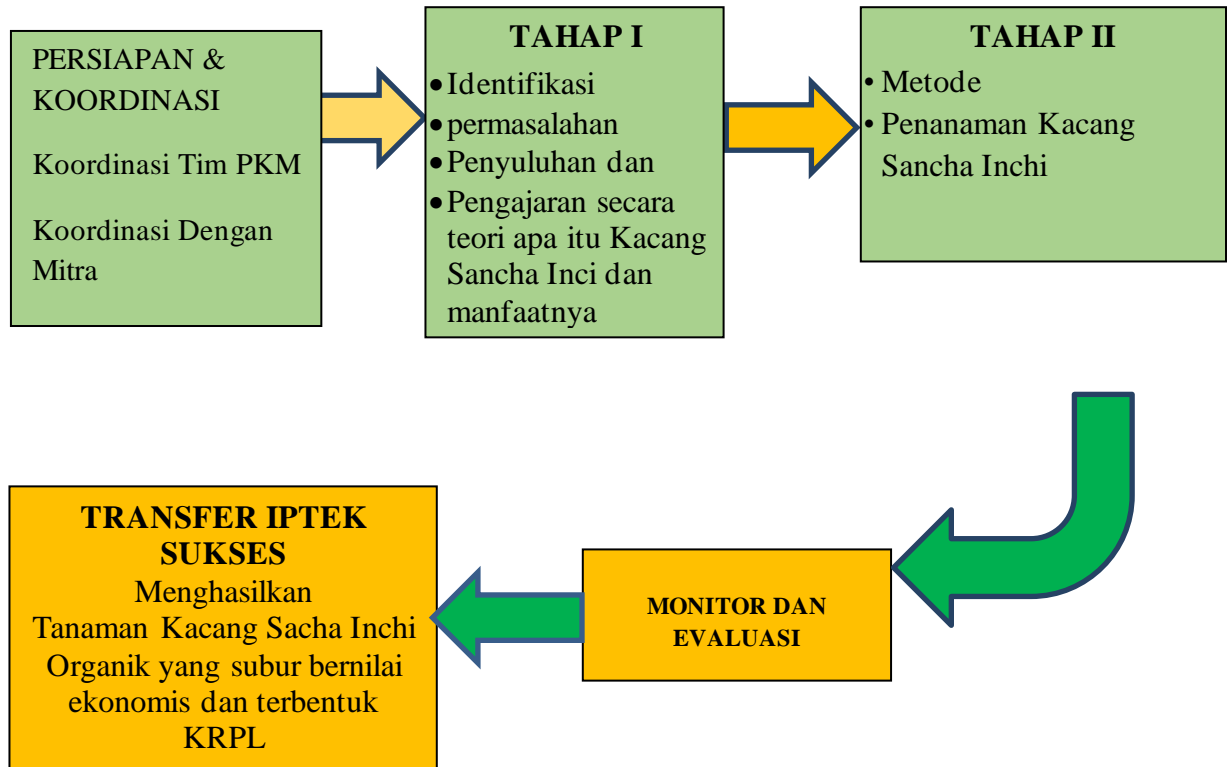 PERSIAPAN &
KOORDINASI
Koordinasi Tim PKM
Koordinasi Dengan
Mitra
TAHAP I
• Identifikasi
• permasalahan
• Penyuluhan dan
• Pengajaran secara
teori apa itu Kacang
Sancha Inci dan
manfaatnya
TAHAP II
• Metode
• Penanaman Kacang
Sancha Inchi
TRANSFER IPTEK
SUKSES
Menghasilkan
Tanaman Kacang Sacha Inchi
Organik yang subur bernilai
ekonomis dan terbentuk
KRPL
MONITOR DAN
EVALUASI